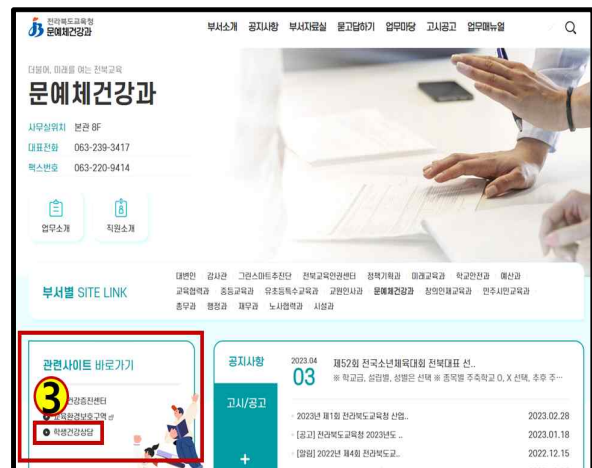 전라북도교육청
문예체건강과
부서소개 공지사항 부서자료실 묻고답하기 업무마당 고시공고 업무매뉴얼
더불어, 미래를 여는 전북교육
문예체건강과
사무실위치 본관 8F
대표전화 063-239-3417
팩스번호 063-220-9414
업무소개 직원소개
부서별 SITE LINK
대변인 감사관 그린스마트추진단 전북교육인권센터 정책기획과 미래교육과 학교안전과 예산과
교육협력과 중등교육과 유초등특수교육과 교원인사과 문예체건강과 창의인재교육과 민주시민교육과
총무과 행정과 재무과 노사협력과 시설과
관련사이트 바로가기
3
건강증진센터
교육환경보호구역
학생건강상담
공지사항
고시/공고
+
2023.04
03
제52회 전국소년체육대회 전북대표 선..
※ 학교급, 설립별, 성별은 선택 ※ 종목별 주축학교 O, X 선택, 추후 주…
2023년 제1회 전라북도교육청 산업.. 2023.02.28
[공고] 전라북도교육청 2023년도 .. 2023.01.18
[알림] 2022년 제4회 전라북도교.. 2022.12.15